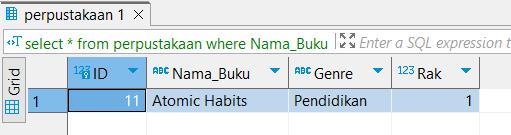 perpustakaan 1
select * from perpustakaan where Nama_Buku Enter a SQL expression t
Grid
ID Nama_Buku Genre Rak
1 11 Atomic Habits Pendidikan 1